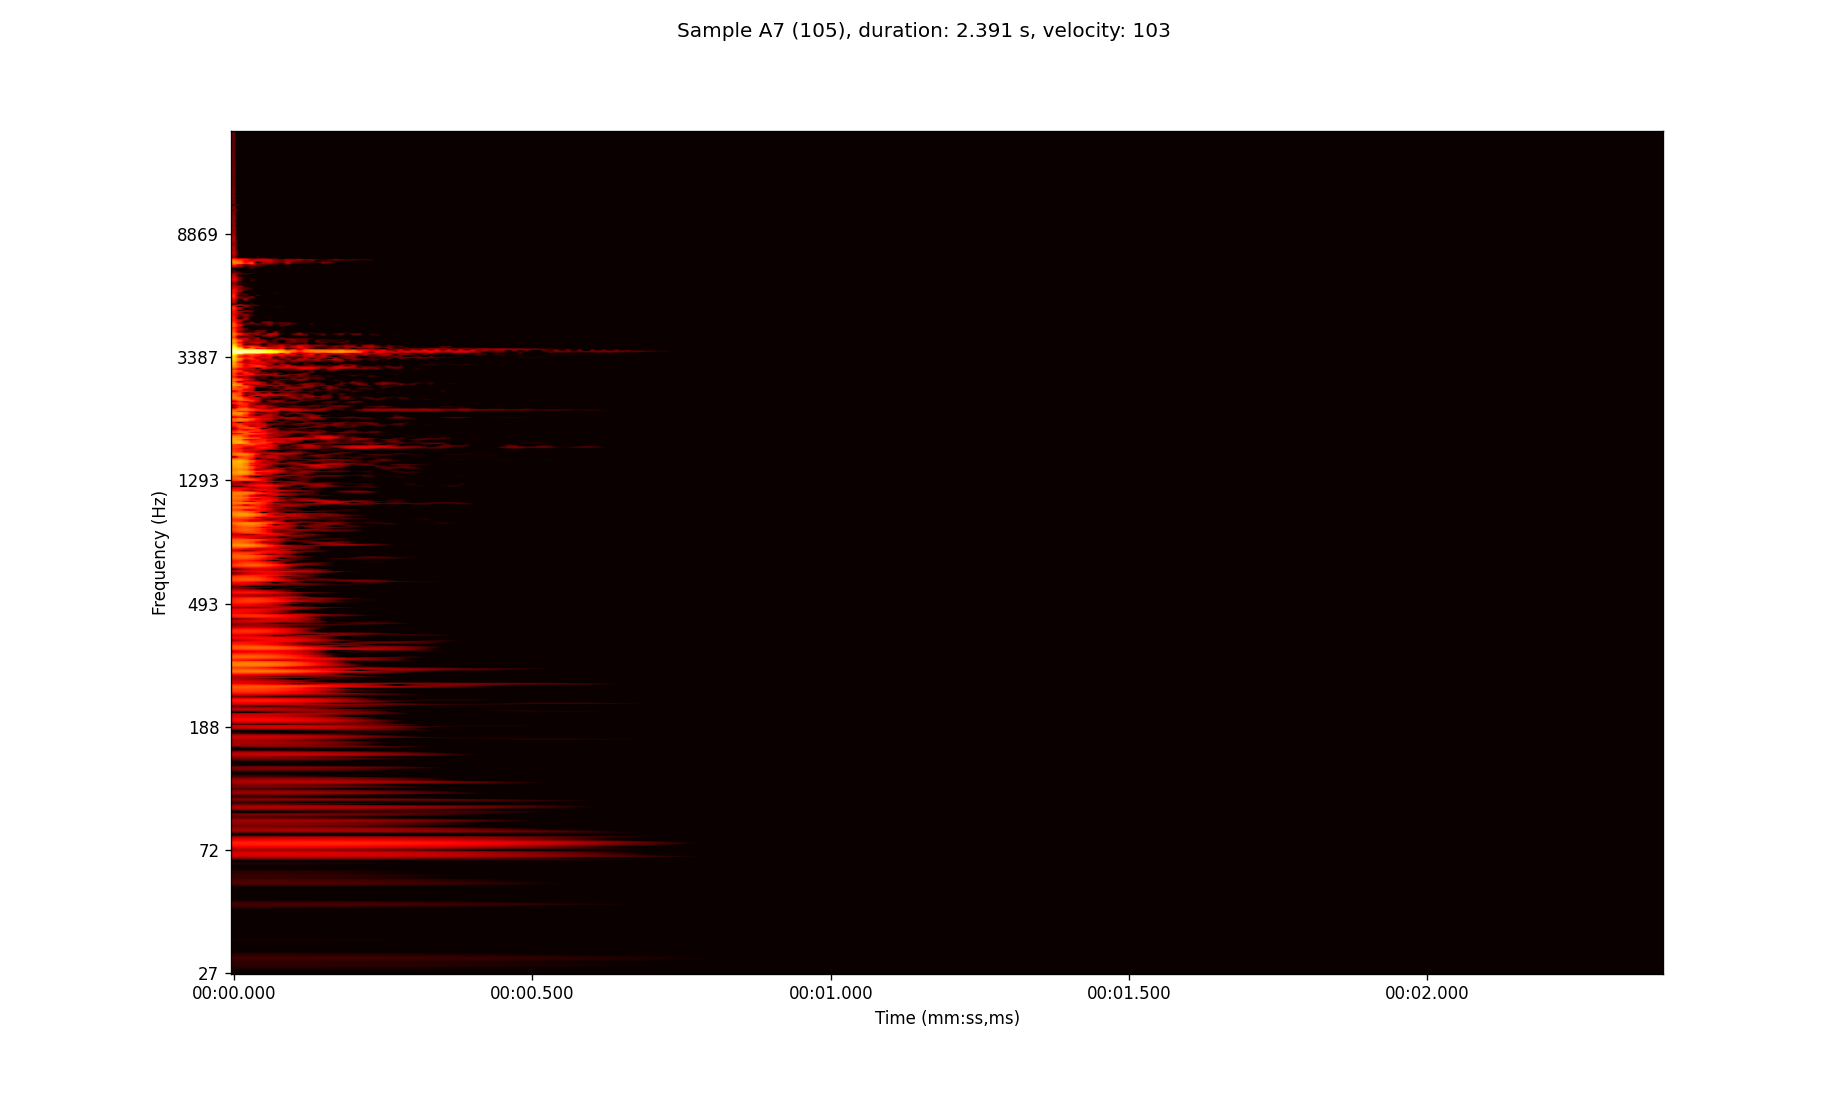 Sample A7 (105), duration: 2.391 s, velocity: 103
8869
3387
1293
493
188
72
27
Frequency (Hz)
00:00.000 00:00.500 00:01.000 00:01.500 00:02.000
Time (mm:ss,ms)